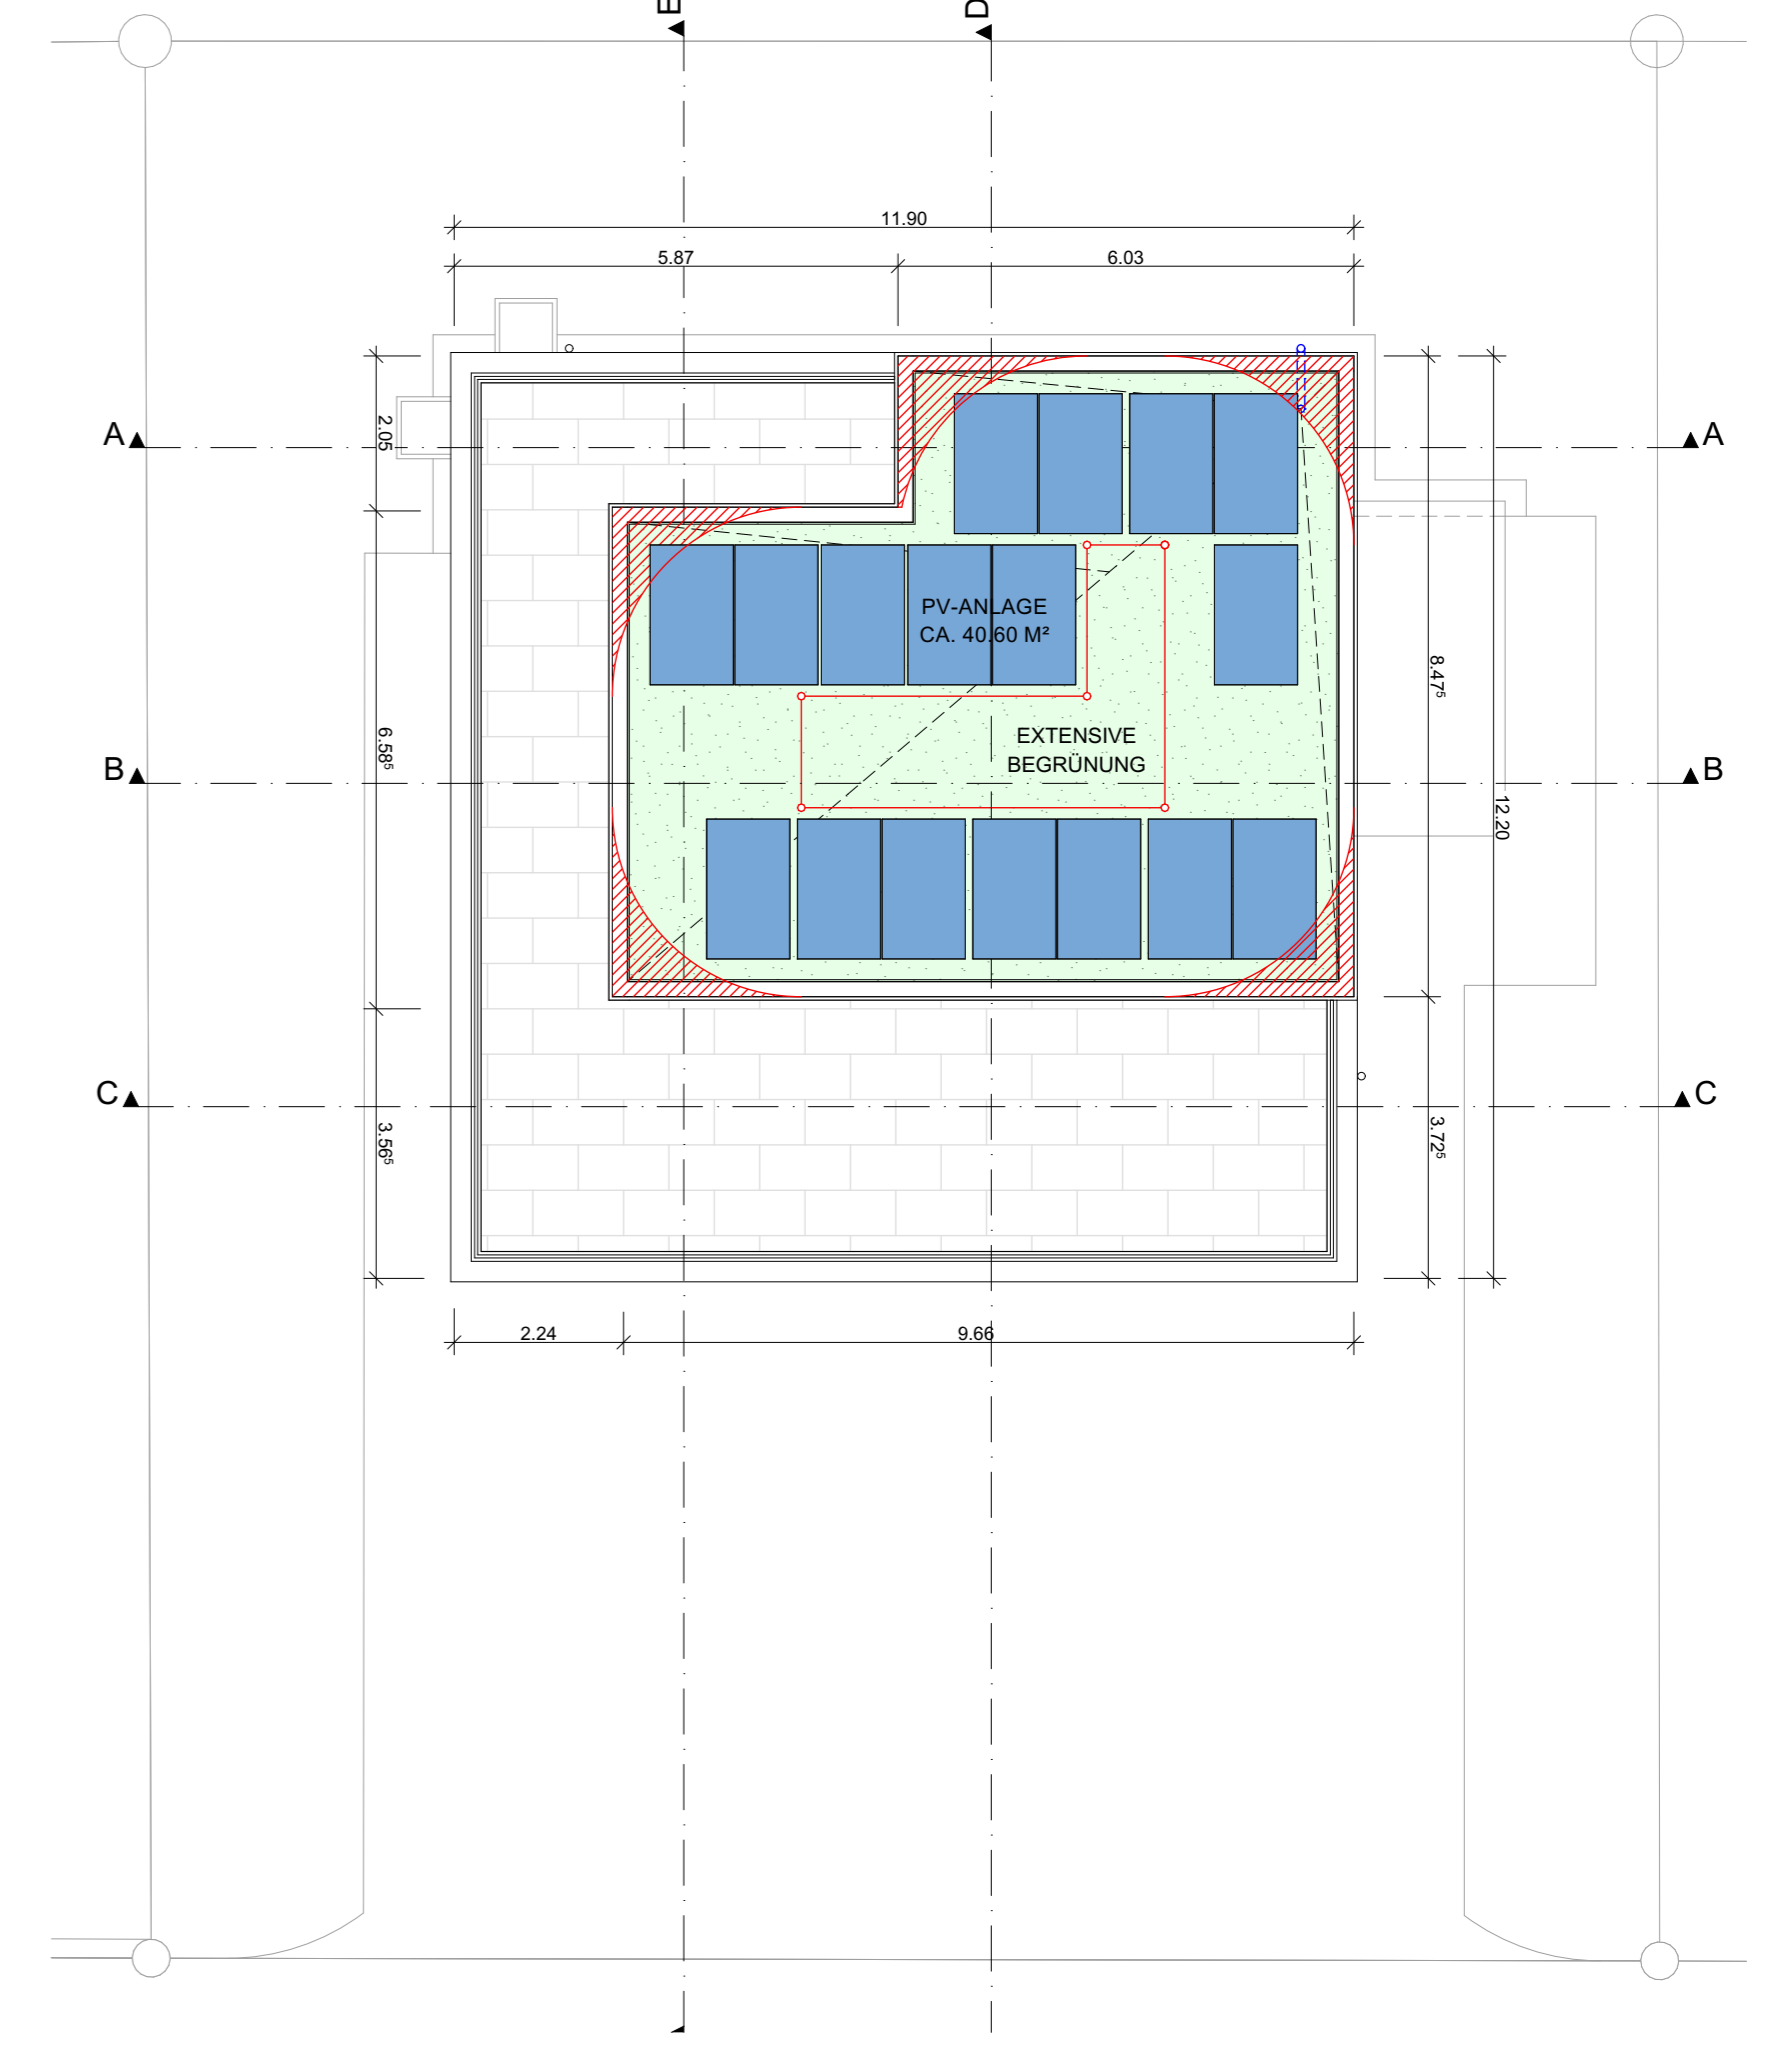 E
D
11.90
5.87
6.03
A
2.05
A
PV-ANLAGE
CA. 40.60 M²
8.47⁵
EXTENSIVE
BEGRÜNUNG
6.58⁵
B
B
12.20
C
C
3.56⁵
3.72⁵
2.24
9.66